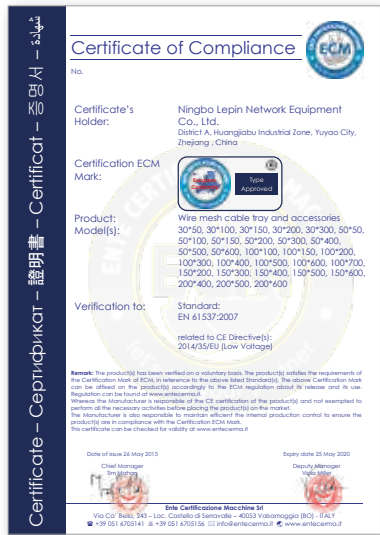 Certificate – Сертификат – 證明書 – Certificat – 증명서 – شهادة
Certificate of Compliance
ECM
No.
Certificate's
Holder:
Ningbo Lepin Network Equipment
Co., Ltd.
District A, Huangjiabu Industrial Zone, Yuyao City,
Zhejiang , China
Certification ECM
Mark:
Type
Approved
Product:
Wire mesh cable tray and accessories
Model(s):
30*50, 30*100, 30*150, 30*200, 30*300, 50*50,
50*100, 50*150, 50*200, 50*300, 50*400,
50*500, 50*600, 100*100, 100*150, 100*200,
100*300, 100*400, 100*500, 100*600, 100*700,
150*200, 150*300, 150*400, 150*500, 150*600,
200*400, 200*500, 200*600
Verification to:
Standard:
EN 61537:2007
related to CE Directive(s):
2014/35/EU (Low Voltage)
Remark: The product(s) has been verified on a voluntary basis. The product(s) satisfies the requirements of
the Certification Mark of ECM, in reference to the above listed Standard(s). The above Certification Mark
can be affixed on the product(s) accordingly to the ECM regulation about its release and its use.
Regulation can be found at www.entecerma.it
Whereas the Manufacturer is responsible of the CE certification of the product(s) and not exempted to
perform all the necessary activities before placing the product(s) on the market.
The Manufacturer is also responsible to maintain efficient the internal production control to ensure the
product(s) are in compliance with the Certification ECM Mark.
This certificate can be checked for validity at www.entecerma.it
Date of issue 26 May 2015
Expiry date 25 May 2020
Chief Manager
Deputy Manager
Ente Certificazione Macchine Srl
Via Ca' Bella, 243 – Loc. Castello di Serravalle – 40053 Valsamoggia (BO) - ITALY
☎ +39 051 6705141 +39 051 6705156 ✉ info@entecerma.it www.entecerma.it